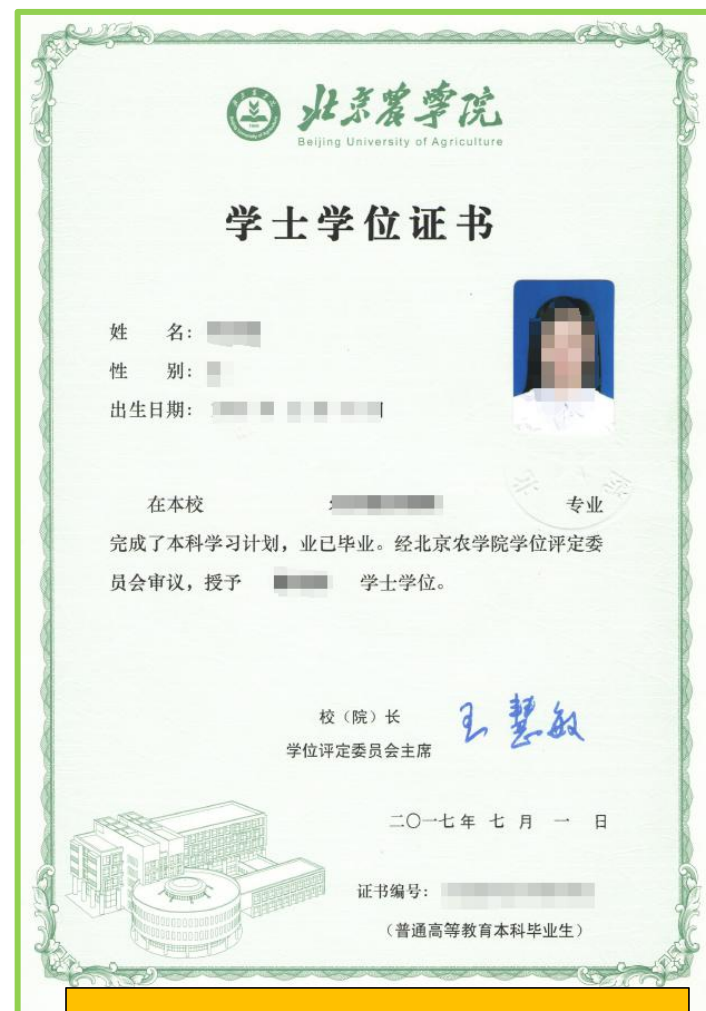 北京农学院
Beijing University of Agriculture
学士学位证书
姓 名:
性 别:
出生日期:
在本校 专业
完成了本科学习计划,业已毕业。经北京农学院学位评定委
员会审议,授予 学士学位。
校(院)长
学位评定委员会主席
王慧敏
二〇一七年 七 月 一 日
证书编号:
(普通高等教育本科毕业生)